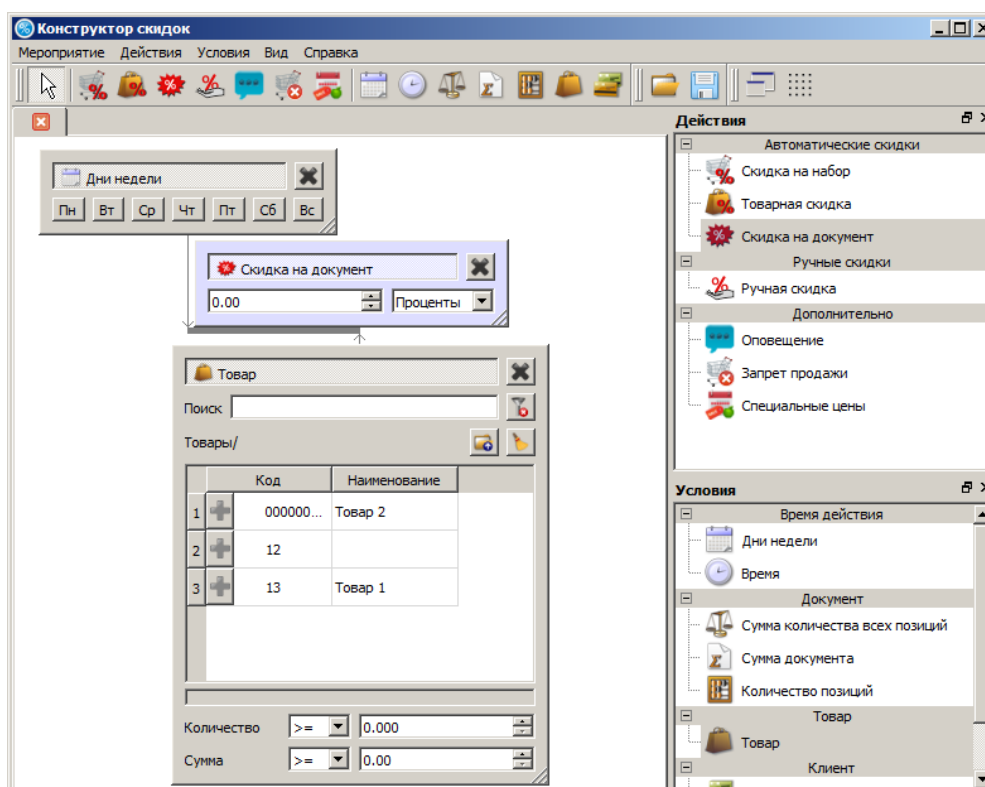 Конструктор скидок
Мероприятие Действия Условия Вид Справка
Дни недели
Пн Вт Ср Чт Пт Сб Вс
Скидка на документ
0.00 Проценты
Товар
Поиск
Товары/
Код Наименование
1 000000... Товар 2
2 12
3 13 Товар 1
Количество >= 0.000
Сумма >= 0.00
Действия
Автоматические скидки
Скидка на набор
Товарная скидка
Скидка на документ
Ручные скидки
Ручная скидка
Дополнительно
Оповещение
Запрет продажи
Специальные цены
Условия
Время действия
Дни недели
Время
Документ
Сумма количества всех позиций
Сумма документа
Количество позиций
Товар
Товар
Клиент